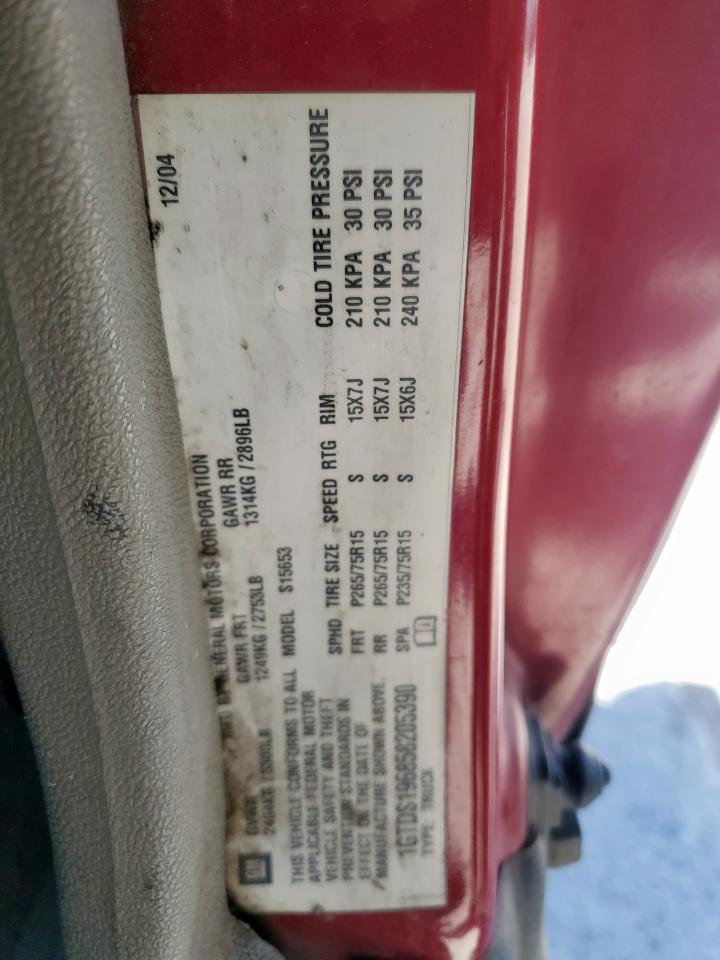 12/04
MFD BY GENERAL MOTORS CORPORATION
GVWR GAWR FRT GAWR RR
1249KG / 2753LB 1314KG / 2896LB
THIS VEHICLE CONFORMS TO ALL MODEL S15653
APPLICABLE FEDERAL MOTOR
VEHICLE SAFETY AND THEFT
PREVENTION STANDARDS IN
EFFECT ON THE DATE OF
MANUFACTURE SHOWN ABOVE.
1GTDS196858205390
TYPE: TRUCK
SPHD TIRE SIZE SPEED RTG RIM COLD TIRE PRESSURE
FRT P265/75R15 S 15X7J 210 KPA 30 PSI
RR P265/75R15 S 15X7J 210 KPA 30 PSI
SPA P235/75R15 S 15X6J 240 KPA 35 PSI